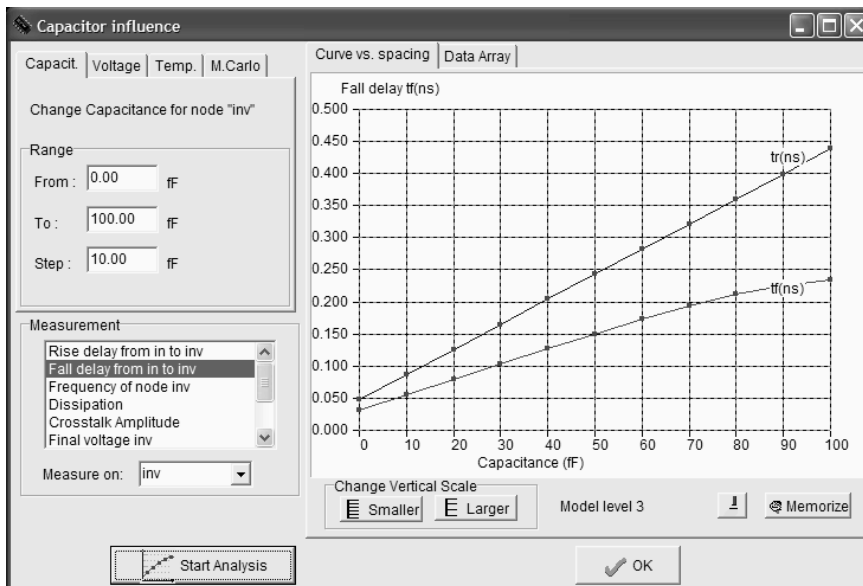 Capacitor influence
Capacit. Voltage Temp. M.Carlo
Change Capacitance for node "inv"
Range
From : 0.00 fF
To : 100.00 fF
Step : 10.00 fF
Measurement
Rise delay from in to inv
Fall delay from in to inv
Frequency of node inv
Dissipation
Crosstalk Amplitude
Final voltage inv
Measure on: inv
Start Analysis
Curve vs. spacing Data Array
Fall delay tf(ns)
0.500
0.450
0.400
0.350
0.300
0.250
0.200
0.150
0.100
0.050
0.000
tr(ns)
tf(ns)
0 10 20 30 40 50 60 70 80 90 100
Capacitance (fF)
Change Vertical Scale
Smaller Larger
Model level 3
Memorize
OK